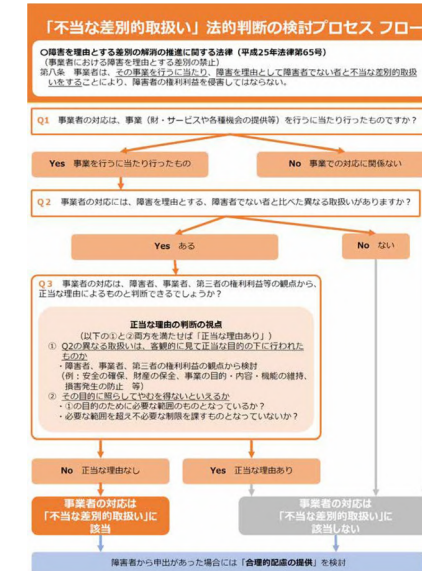 「不当な差別的取扱い」法的判断の検討プロセス フロー
〇障害を理由とする差別の解消の推進に関する法律（平成25年法律第65号）
（事業者における障害を理由とする差別の禁止）
第八条　事業者は、その事業を行うに当たり、障害を理由として障害者でない者と不当な差別的取扱
いをすることにより、障害者の権利利益を侵害してはならない。
Q1　事業者の対応は、事業（財・サービスや各種機会の提供等）を行うに当たり行ったものですか？
Yes　事業を行うに当たり行ったもの
No　事業での対応に関係ない
Q2　事業者の対応には、障害を理由とする、障害者でない者と比べた異なる取扱いがありますか？
Yes　ある
No　ない
Q3　事業者の対応は、障害者、事業者、第三者の権利利益等の観点から、
正当な理由によるものと判断できるでしょうか？
正当な理由の判断の視点
（以下の①と②両方を満たせば「正当な理由あり」）
①　Q2の異なる取扱いは、客観的に見て正当な目的の下に行われた
ものか
・障害者、事業者、第三者の権利利益の観点から検討
（例：安全の確保、財産の保全、事業の目的・内容・機能の維持、
損害発生の防止　等）
②　その目的に照らしてやむを得ないといえるか
・①の目的のために必要な範囲のものとなっているか？
・必要な範囲を超え不必要な制限を課すものとなっていないか？
No　正当な理由なし
Yes　正当な理由あり
事業者の対応は
「不当な差別的取扱い」に
該当
事業者の対応は
「不当な差別的取扱い」に
該当しない
障害者から申出があった場合には「合理的配慮の提供」を検討